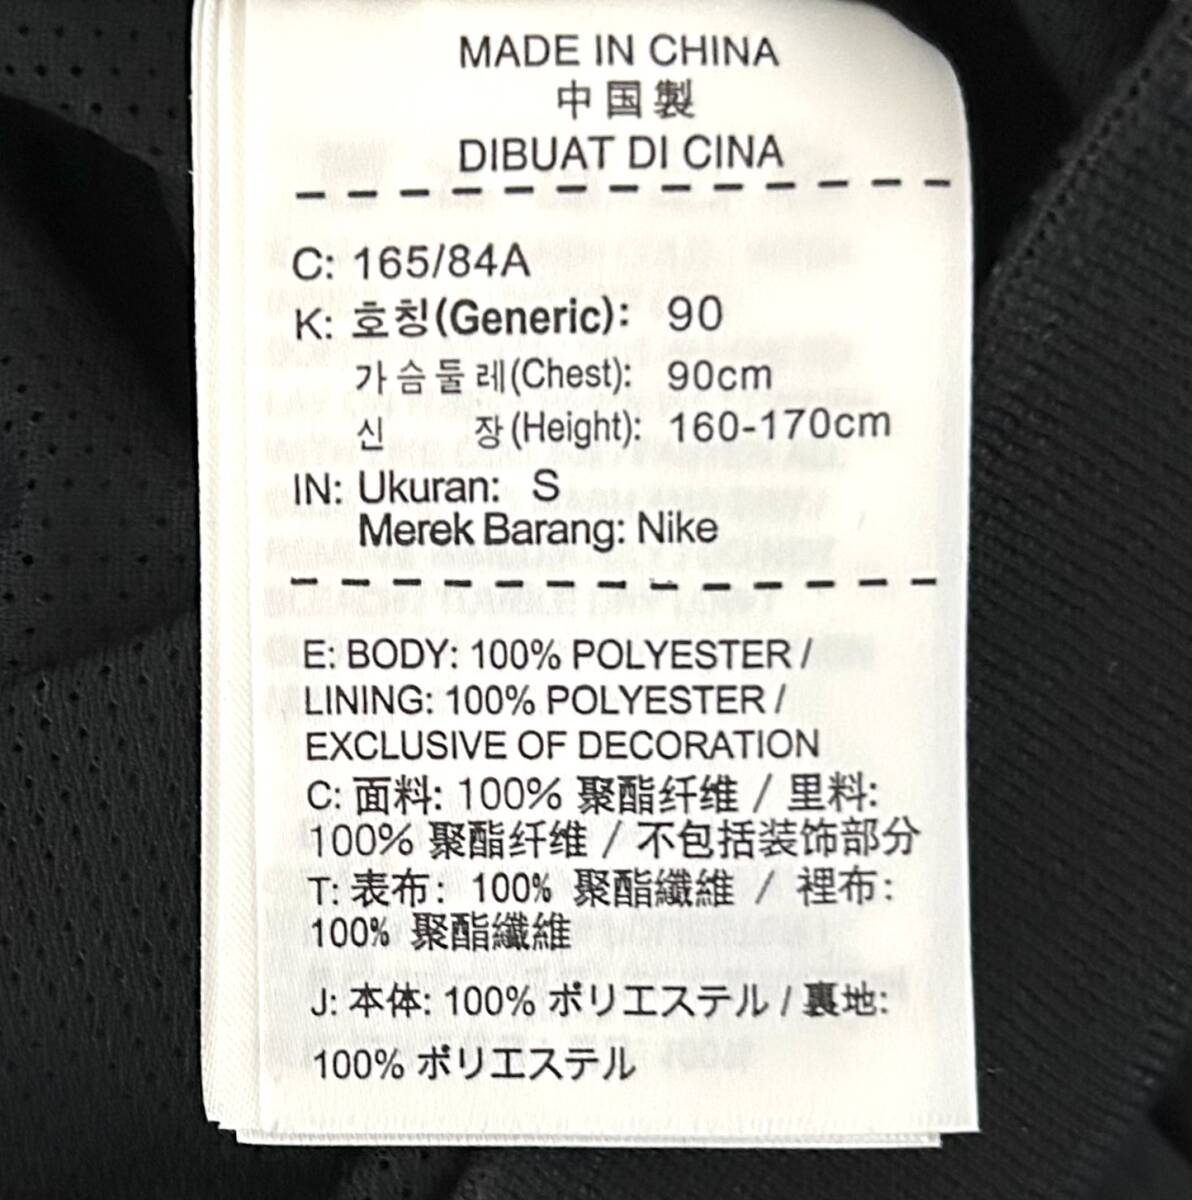 MADE IN CHINA
中国製
DIBUAT DI CINA
C: 165/84A
K: 호칭(Generic): 90
가슴둘레(Chest): 90cm
신 장(Height): 160-170cm
IN: Ukuran: S
Merek Barang: Nike
E: BODY: 100% POLYESTER /
LINING: 100% POLYESTER /
EXCLUSIVE OF DECORATION
C: 面料: 100% 聚酯纤维 / 里料:
100% 聚酯纤维 / 不包括装饰部分
T: 表布: 100% 聚酯纖維 / 裡布:
100% 聚酯纖維
J: 本体: 100% ポリエステル / 裏地:
100% ポリエステル